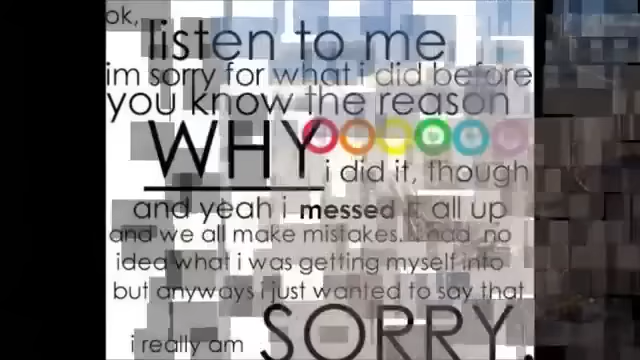 ok,
listen to me
im sorry for what i did before
you know the reason
WHY
i did it, though
and yeah i messed it all up
and we all make mistakes. i had no
idea what i was getting myself into
but anyways i just wanted to say that
i really am SORRY.